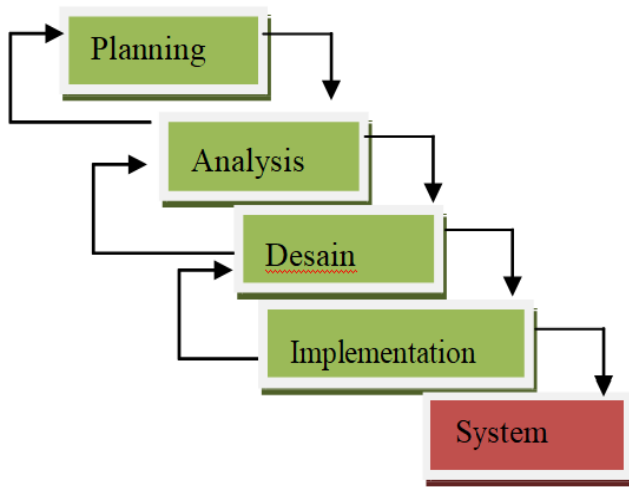 Planning
Analysis
Desain
Implementation
System